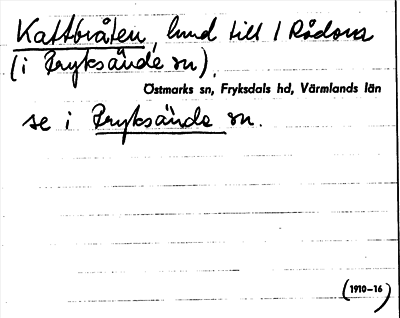 Kattbråten, lund till 1 Rådom
(i Fryksände sn).
Östmarks sn, Fryksdals hd, Värmlands län
se i Fryksände sn.
(1910–16)